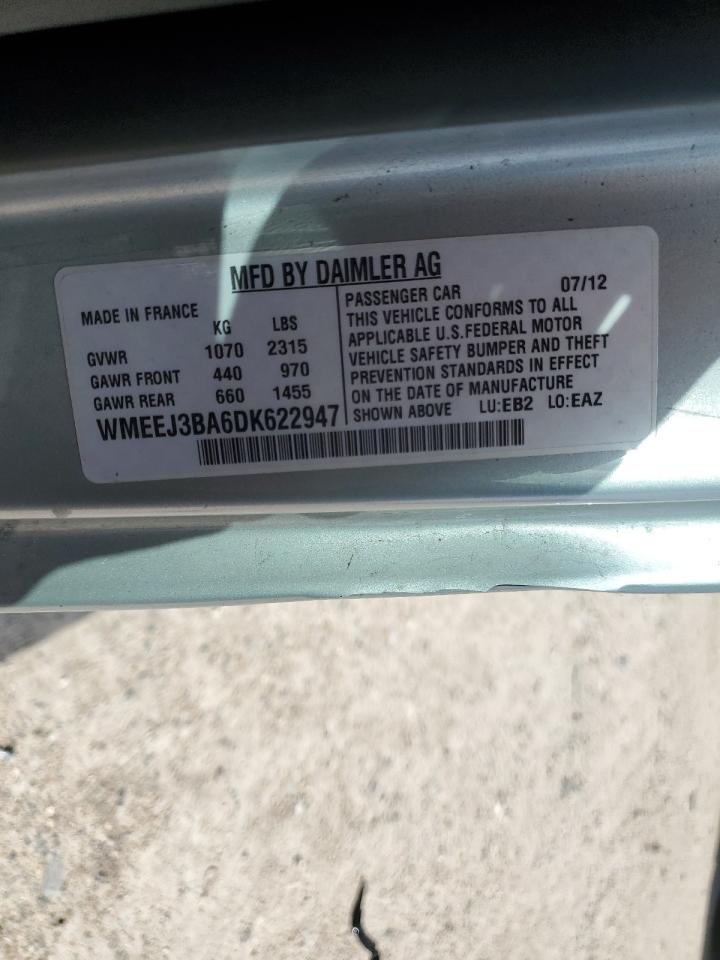 MFD BY DAIMLER AG
MADE IN FRANCE
KG LBS
GVWR 1070 2315
GAWR FRONT 440 970
GAWR REAR 660 1455
WMEEJ3BA6DK622947
PASSENGER CAR 07/12
THIS VEHICLE CONFORMS TO ALL
APPLICABLE U.S.FEDERAL MOTOR
VEHICLE SAFETY BUMPER AND THEFT
PREVENTION STANDARDS IN EFFECT
ON THE DATE OF MANUFACTURE
SHOWN ABOVE LU:EB2 LO:EAZ